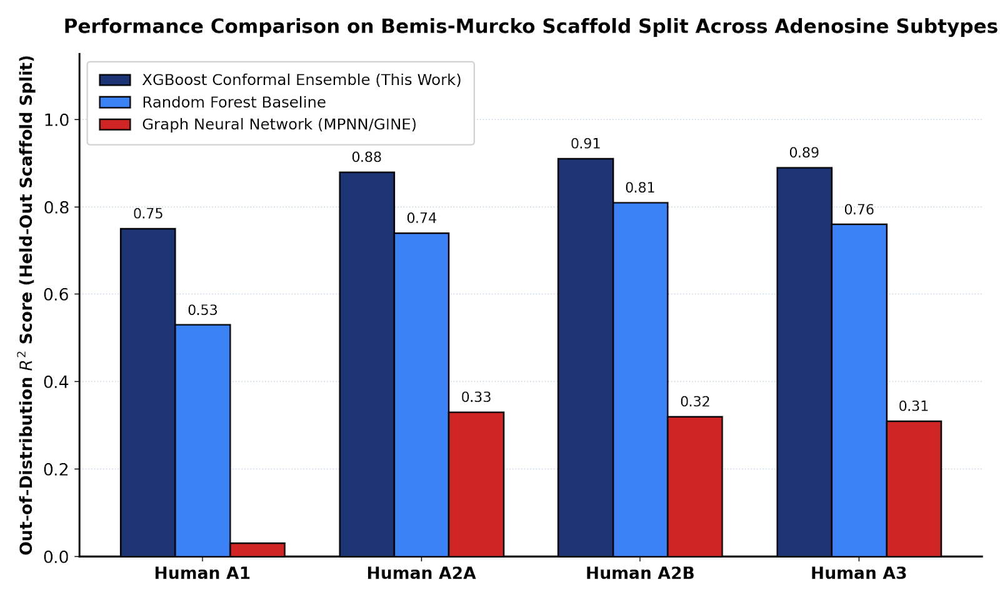 Performance Comparison on Bemis-Murcko Scaffold Split Across Adenosine Subtypes
Out-of-Distribution R² Score (Held-Out Scaffold Split)
XGBoost Conformal Ensemble (This Work)
Random Forest Baseline
Graph Neural Network (MPNN/GINE)
1.0
0.8
0.6
0.4
0.2
0.0
0.75
0.53
0.88
0.74
0.33
0.91
0.81
0.32
0.89
0.76
0.31
Human A1
Human A2A
Human A2B
Human A3